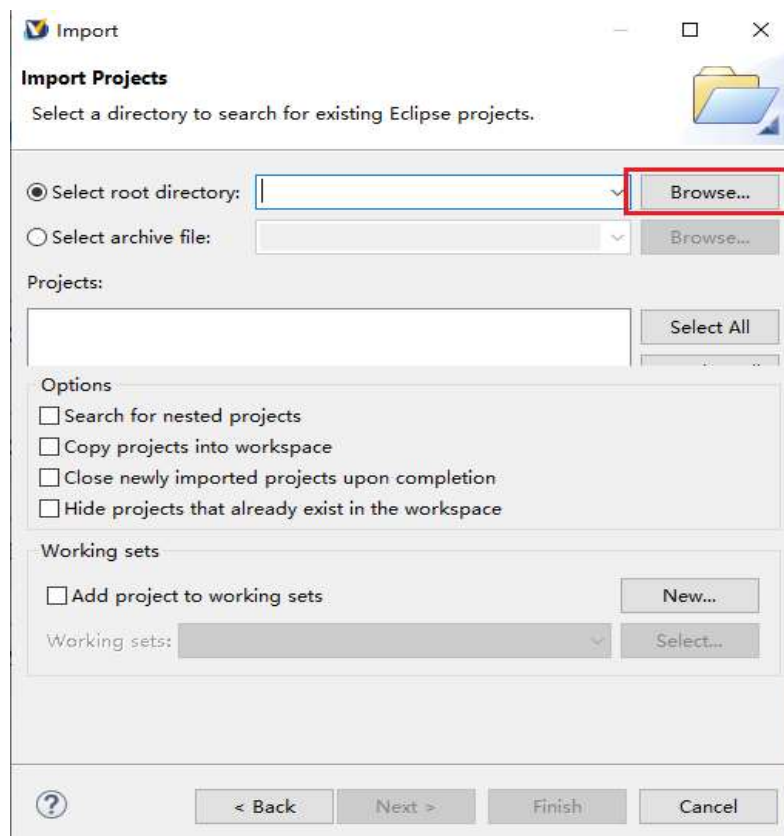 Import
Import Projects
Select a directory to search for existing Eclipse projects.
Select root directory: Browse...
Select archive file: Browse...
Projects:
Select All
Options
Search for nested projects
Copy projects into workspace
Close newly imported projects upon completion
Hide projects that already exist in the workspace
Working sets
Add project to working sets New...
Working sets: Select...
? < Back Next > Finish Cancel